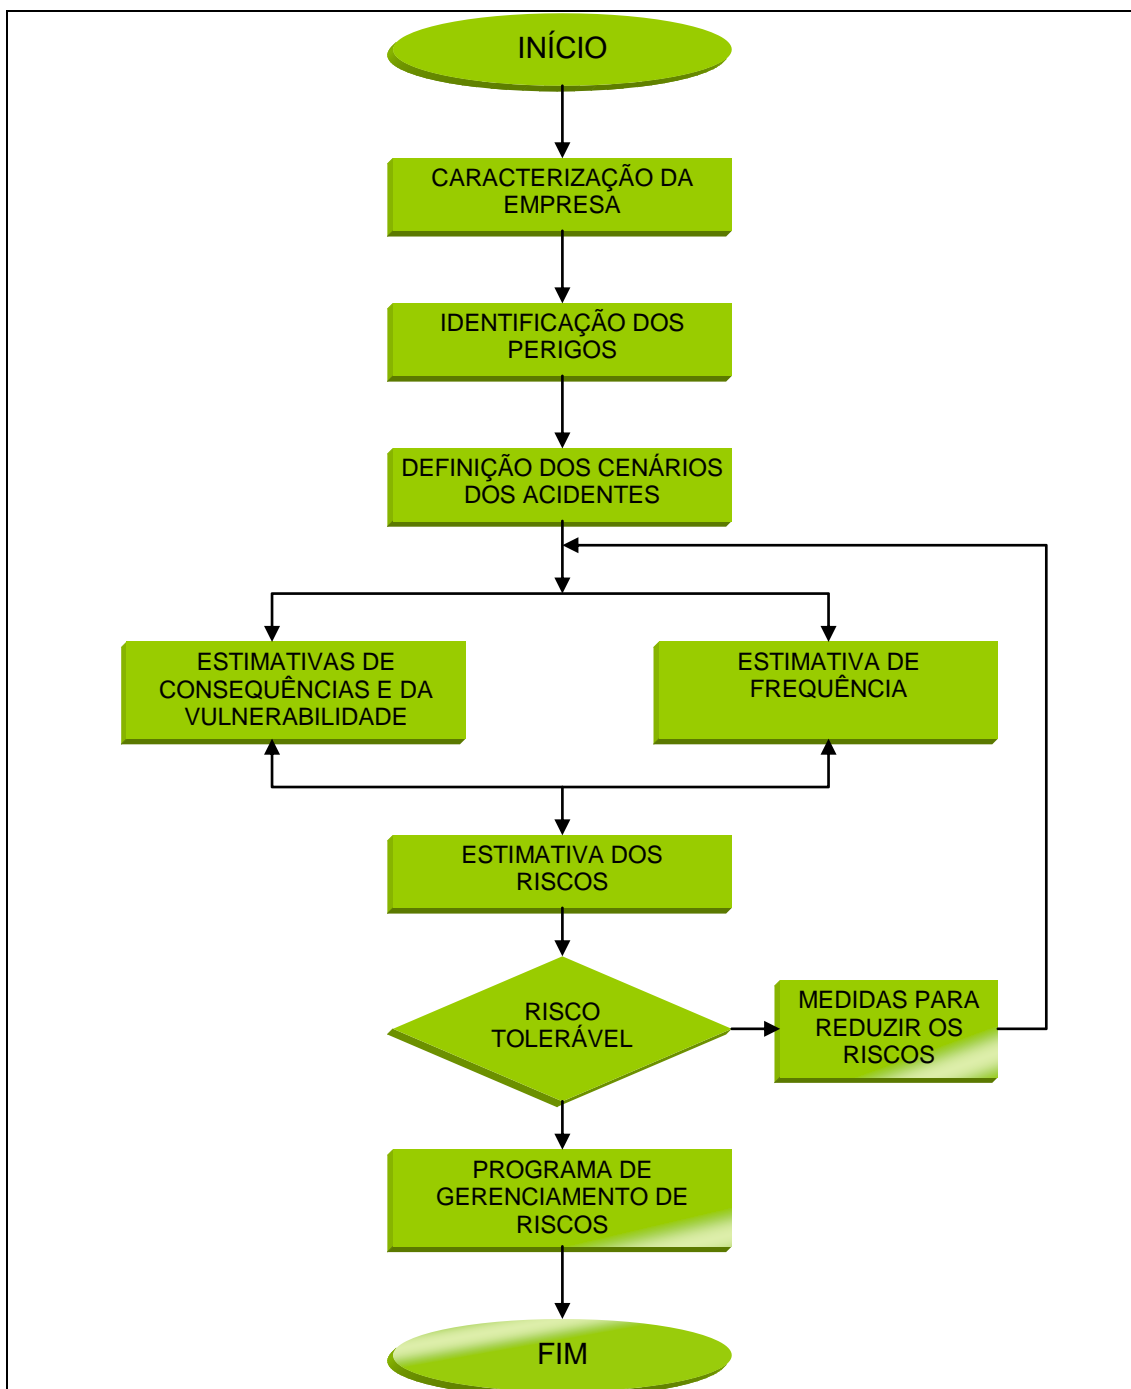 INÍCIO
CARACTERIZAÇÃO DA
EMPRESA
IDENTIFICAÇÃO DOS
PERIGOS
DEFINIÇÃO DOS CENÁRIOS
DOS ACIDENTES
ESTIMATIVAS DE
CONSEQUÊNCIAS E DA
VULNERABILIDADE
ESTIMATIVA DE
FREQUÊNCIA
ESTIMATIVA DOS
RISCOS
RISCO
TOLERÁVEL
MEDIDAS PARA
REDUZIR OS
RISCOS
PROGRAMA DE
GERENCIAMENTO DE
RISCOS
FIM